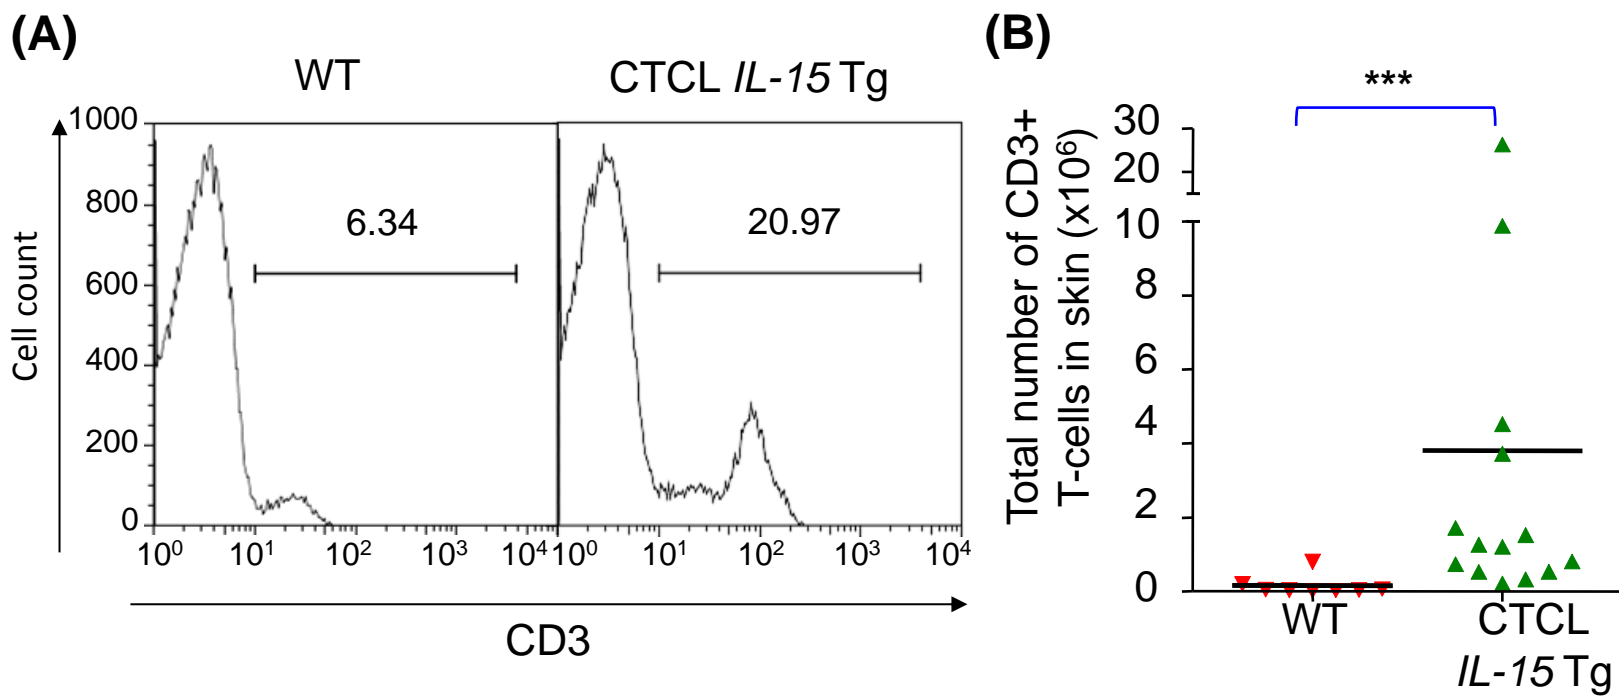 (A)
WT
CTCL IL-15 Tg
Cell count
1000
800
600
400
200
0
6.34
20.97
10⁰ 10¹ 10² 10³ 10⁴
10⁰ 10¹ 10² 10³ 10⁴
CD3
(B)
***
Total number of CD3+
T-cells in skin (x10⁶)
30
20
10
8
6
4
2
0
WT
CTCL
IL-15 Tg